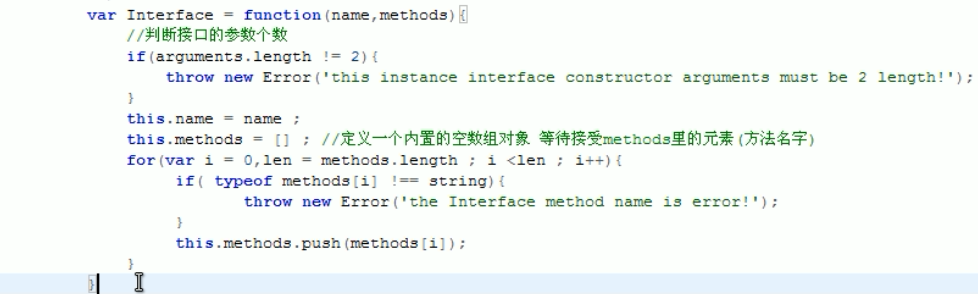 var Interface = function(name,methods){
//判断接口的参数个数
if(arguments.length != 2){
throw new Error('this instance interface constructor arguments must be 2 length!');
}
this.name = name ;
this.methods = [] ; //定义一个内置的空数组对象 等待接受methods里的元素(方法名字)
for(var i = 0,len = methods.length ; i <len ; i++){
if( typeof methods[i] !== string){
throw new Error('the Interface method name is error!');
}
this.methods.push(methods[i]);
}
}